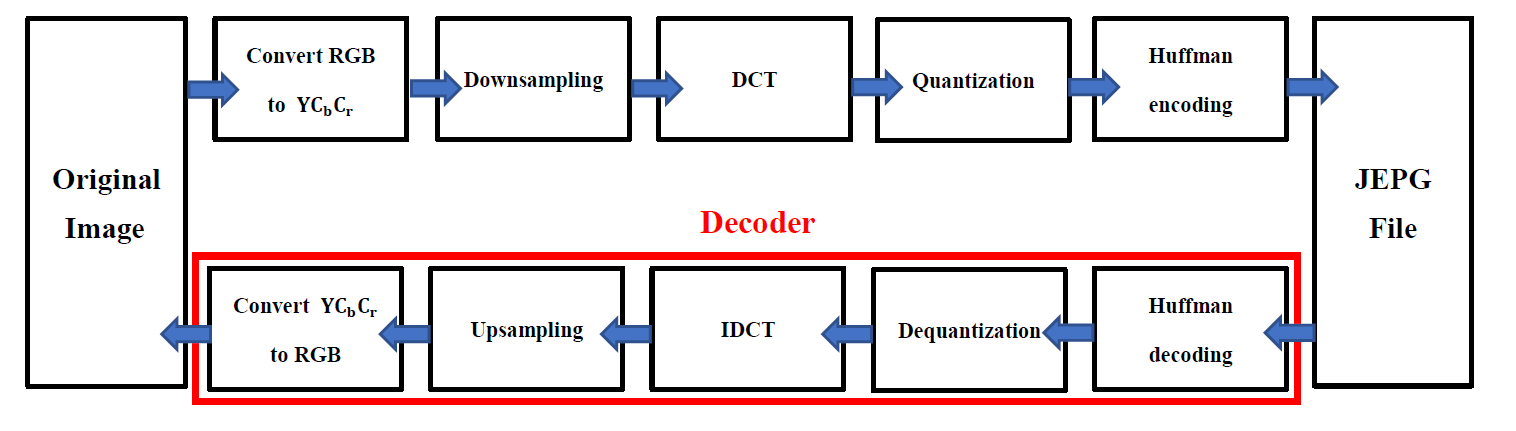 Original
Image
Convert RGB
to YCbCr
Downsampling
DCT
Quantization
Huffman
encoding
JEPG
File
Decoder
Convert YCbCr
to RGB
Upsampling
IDCT
Dequantization
Huffman
decoding